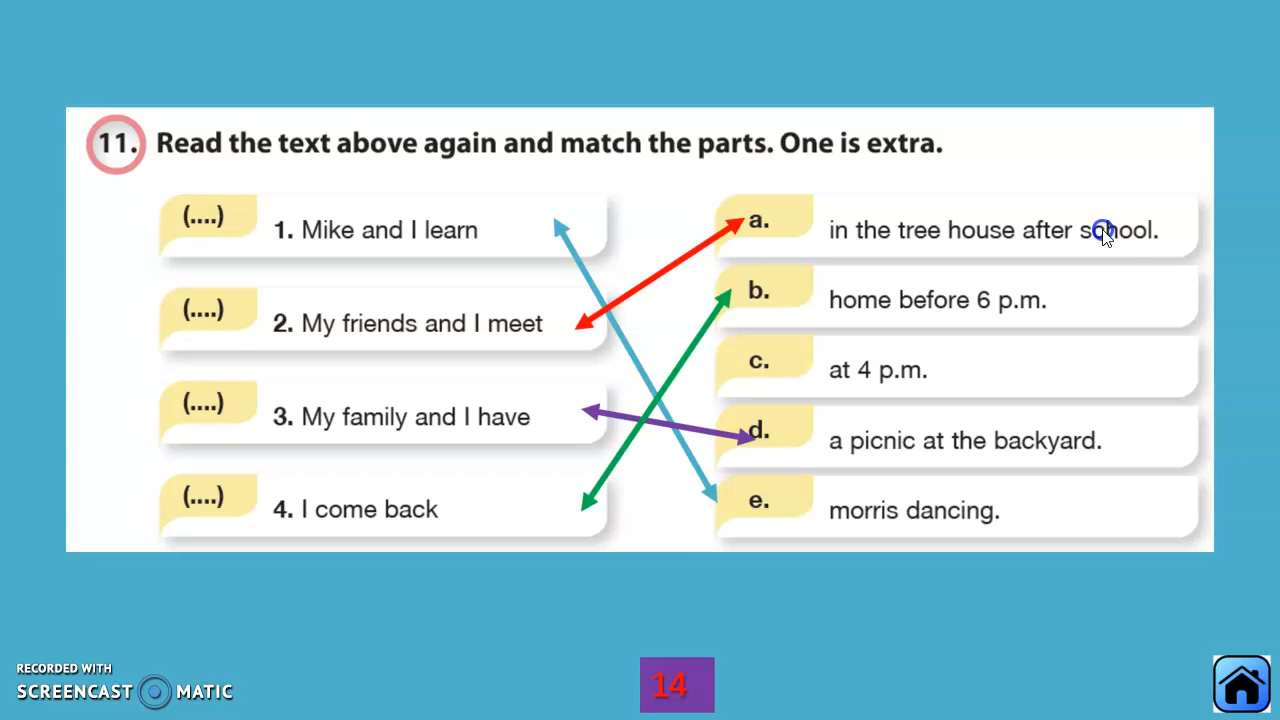 11. Read the text above again and match the parts. One is extra.
(....) 1. Mike and I learn
(....) 2. My friends and I meet
(....) 3. My family and I have
(....) 4. I come back
a. in the tree house after school.
b. home before 6 p.m.
c. at 4 p.m.
d. a picnic at the backyard.
e. morris dancing.
RECORDED WITH
SCREENCAST MATIC
14